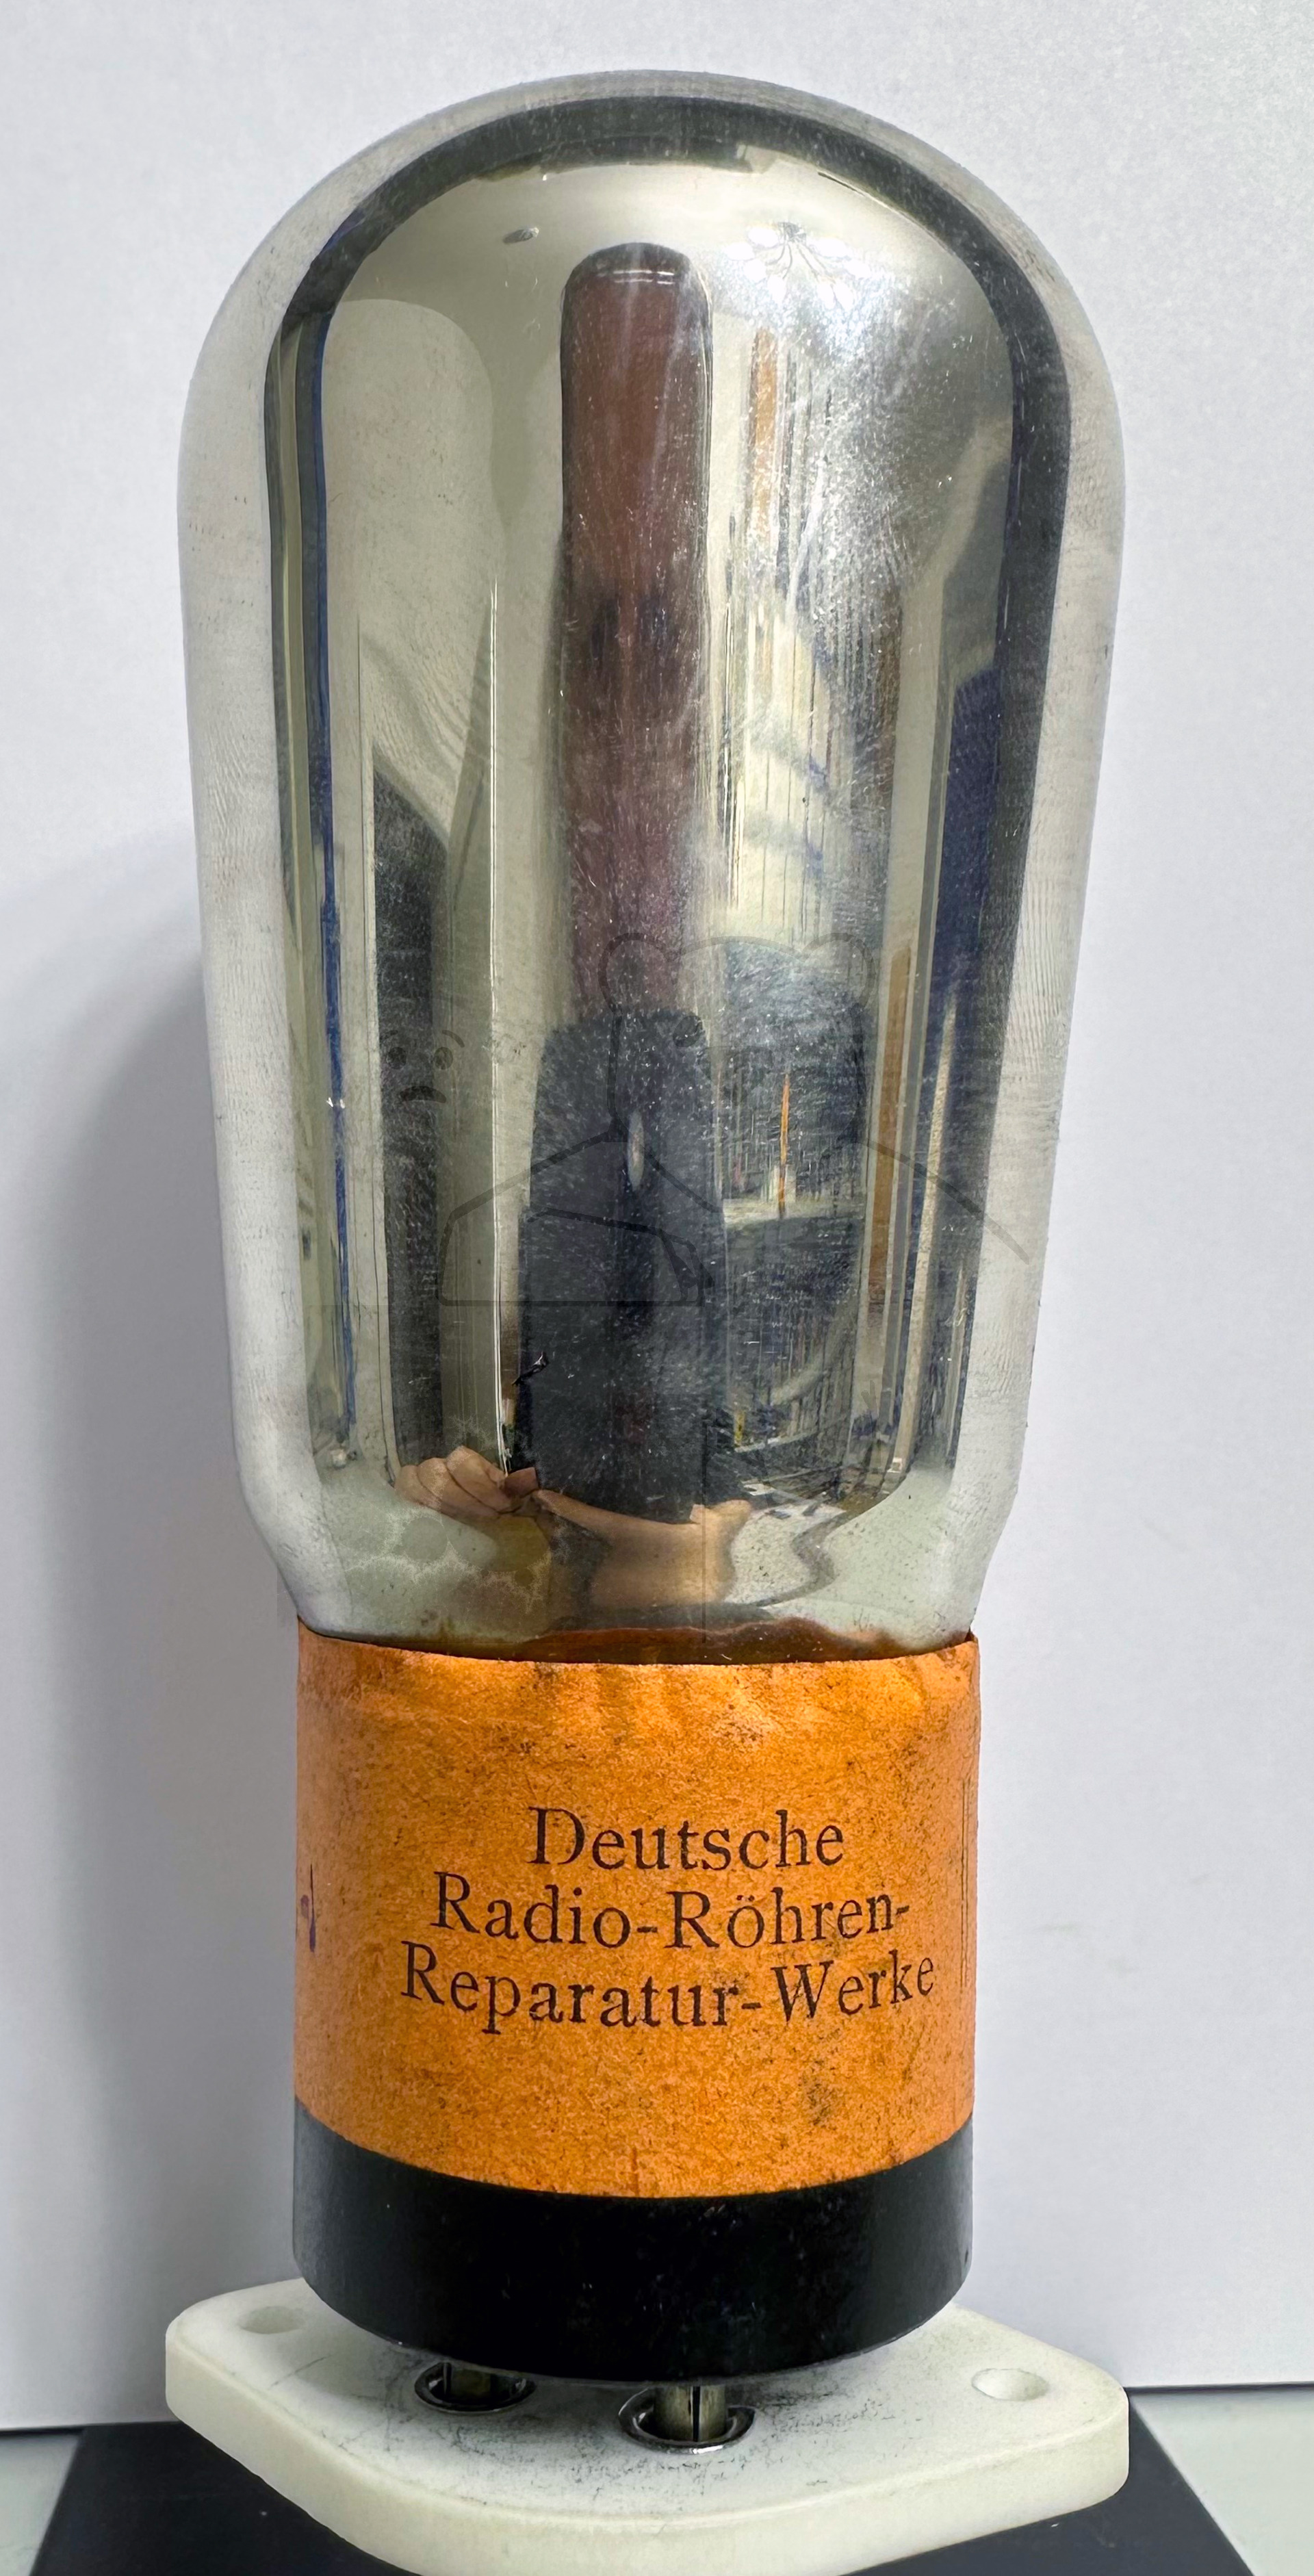 Deutsche
Radio-Röhren-
Reparatur-Werke